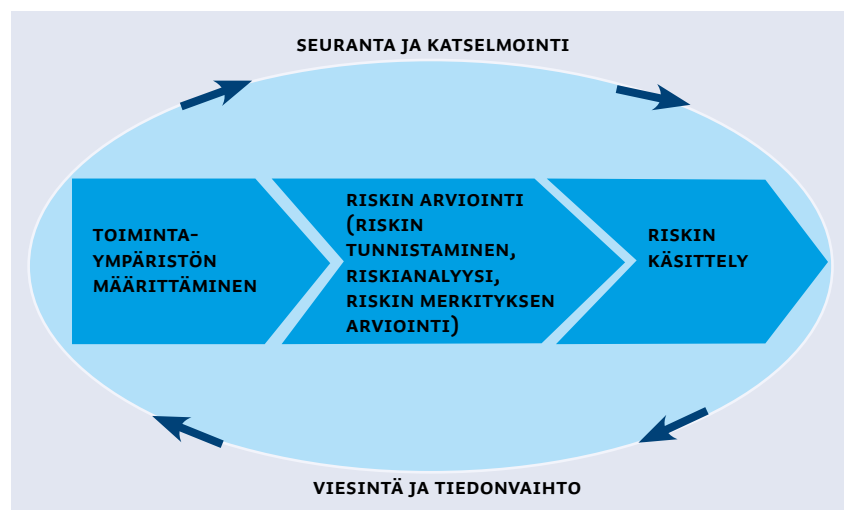 SEURANTA JA KATSELMOINTI
TOIMINTA-
YMPÄRISTÖN
MÄÄRITTÄMINEN
RISKIN ARVIOINTI
(RISKIN
TUNNISTAMINEN,
RISKIANALYYSI,
RISKIN MERKITYKSEN
ARVIOINTI)
RISKIN
KÄSITTELY
VIESINTÄ JA TIEDONVAIHTO